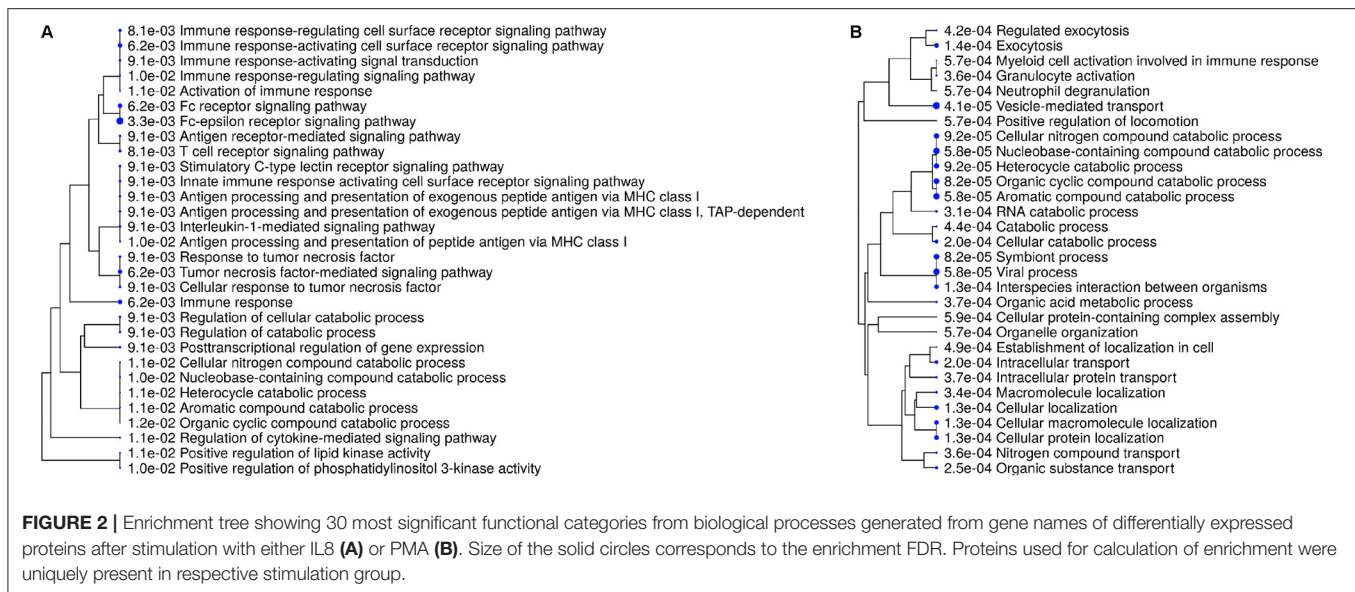 A
8.1e-03 Immune response-regulating cell surface receptor signaling pathway
6.2e-03 Immune response-activating cell surface receptor signaling pathway
9.1e-03 Immune response-activating signal transduction
1.0e-02 Immune response-regulating signaling pathway
1.1e-02 Activation of immune response
6.2e-03 Fc receptor signaling pathway
3.3e-03 Fc-epsilon receptor signaling pathway
9.1e-03 Antigen receptor-mediated signaling pathway
8.1e-03 T cell receptor signaling pathway
9.1e-03 Stimulatory C-type lectin receptor signaling pathway
9.1e-03 Innate immune response activating cell surface receptor signaling pathway
9.1e-03 Antigen processing and presentation of exogenous peptide antigen via MHC class I
9.1e-03 Antigen processing and presentation of exogenous peptide antigen via MHC class I, TAP-dependent
9.1e-03 Interleukin-1-mediated signaling pathway
1.0e-02 Antigen processing and presentation of peptide antigen via MHC class I
9.1e-03 Response to tumor necrosis factor
6.2e-03 Tumor necrosis factor-mediated signaling pathway
9.1e-03 Cellular response to tumor necrosis factor
6.2e-03 Immune response
9.1e-03 Regulation of cellular catabolic process
9.1e-03 Regulation of catabolic process
9.1e-03 Posttranscriptional regulation of gene expression
1.1e-02 Cellular nitrogen compound catabolic process
1.0e-02 Nucleobase-containing compound catabolic process
1.1e-02 Heterocycle catabolic process
1.1e-02 Aromatic compound catabolic process
1.2e-02 Organic cyclic compound catabolic process
1.1e-02 Regulation of cytokine-mediated signaling pathway
1.1e-02 Positive regulation of lipid kinase activity
1.0e-02 Positive regulation of phosphatidylinositol 3-kinase activity
B
4.2e-04 Regulated exocytosis
1.4e-04 Exocytosis
5.7e-04 Myeloid cell activation involved in immune response
3.6e-04 Granulocyte activation
5.7e-04 Neutrophil degranulation
4.1e-05 Vesicle-mediated transport
5.7e-04 Positive regulation of locomotion
9.2e-05 Cellular nitrogen compound catabolic process
5.8e-05 Nucleobase-containing compound catabolic process
9.2e-05 Heterocycle catabolic process
8.2e-05 Organic cyclic compound catabolic process
5.8e-05 Aromatic compound catabolic process
3.1e-04 RNA catabolic process
4.4e-04 Catabolic process
2.0e-04 Cellular catabolic process
8.2e-05 Symbiont process
5.8e-05 Viral process
1.3e-04 Interspecies interaction between organisms
3.7e-04 Organic acid metabolic process
5.9e-04 Cellular protein-containing complex assembly
5.7e-04 Organelle organization
4.9e-04 Establishment of localization in cell
2.0e-04 Intracellular transport
3.7e-04 Intracellular protein transport
3.4e-04 Macromolecule localization
1.3e-04 Cellular localization
1.3e-04 Cellular macromolecule localization
1.3e-04 Cellular protein localization
3.6e-04 Nitrogen compound transport
2.5e-04 Organic substance transport
FIGURE 2 | Enrichment tree showing 30 most significant functional categories from biological processes generated from gene names of differentially expressed
proteins after stimulation with either IL8 (A) or PMA (B). Size of the solid circles corresponds to the enrichment FDR. Proteins used for calculation of enrichment were
uniquely present in respective stimulation group.